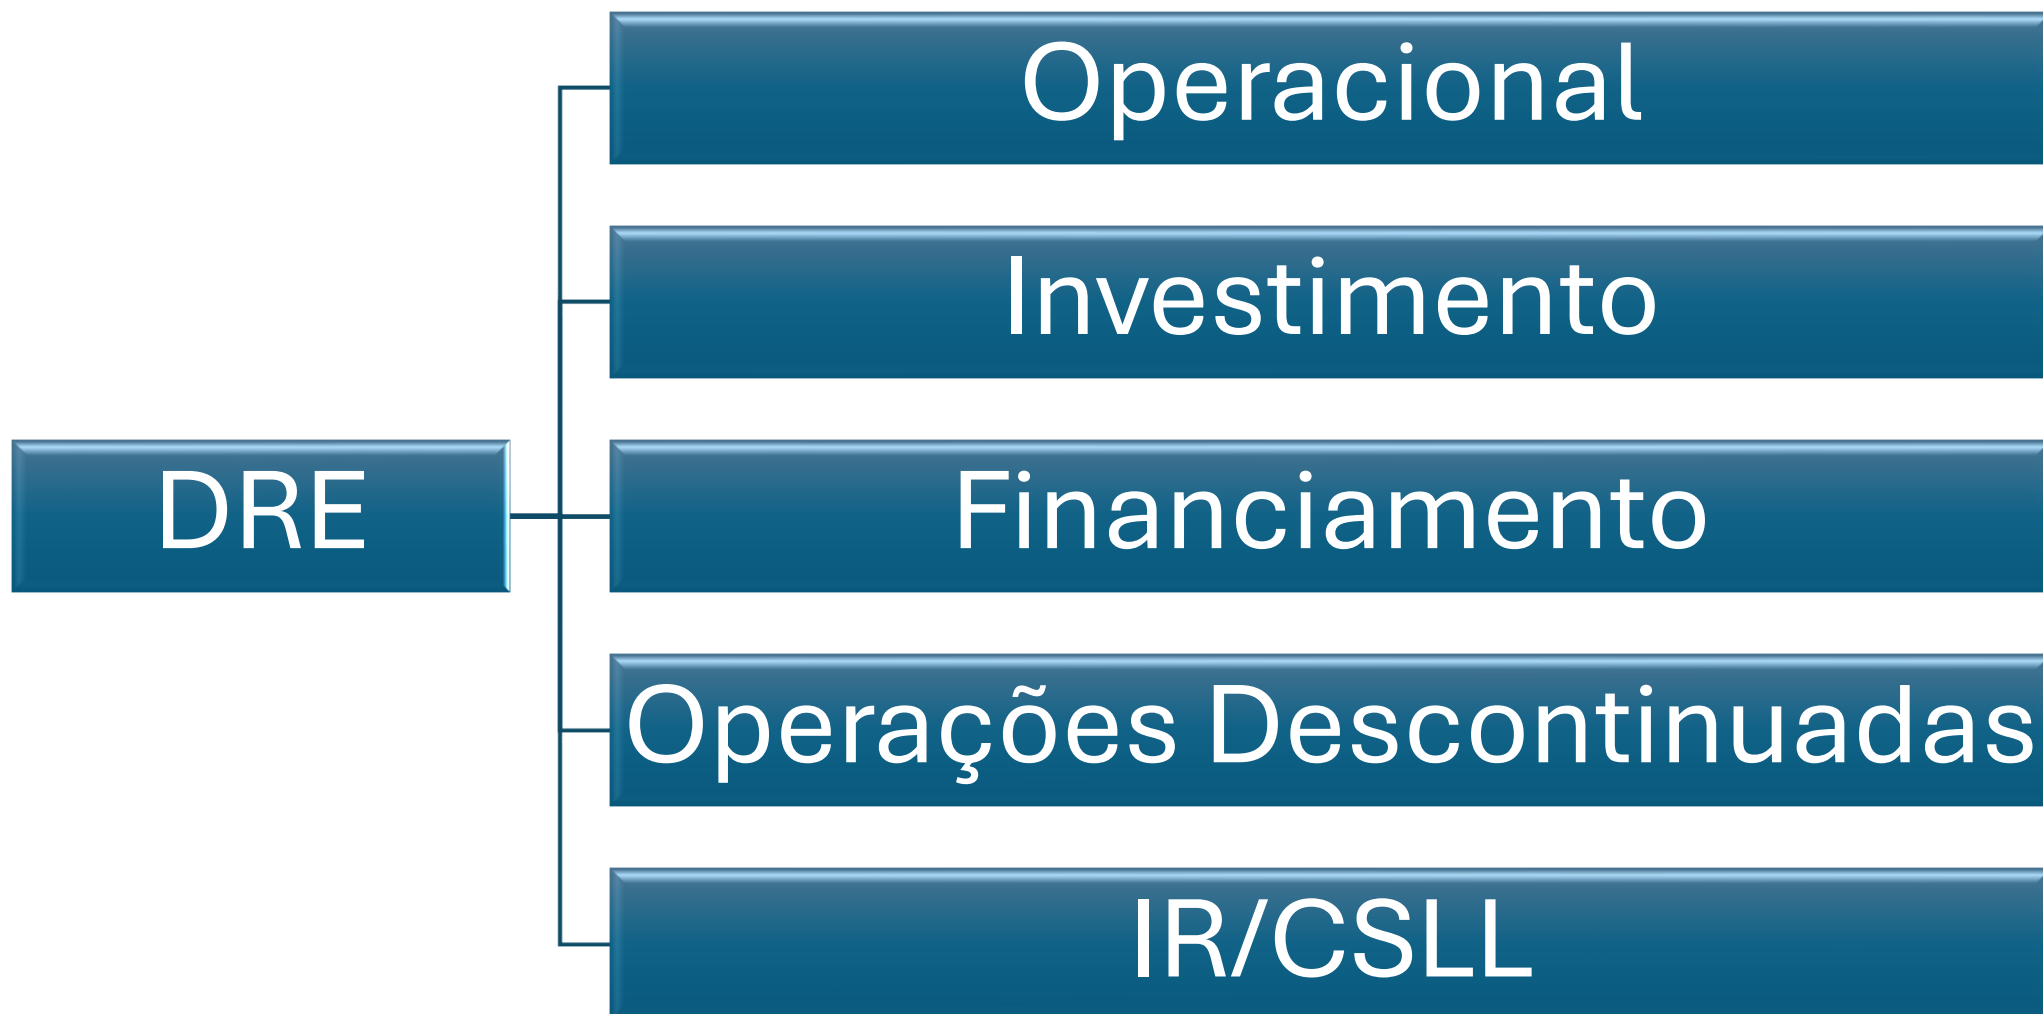 DRE
Operacional
Investimento
Financiamento
Operações Descontinuadas
IR/CSLL